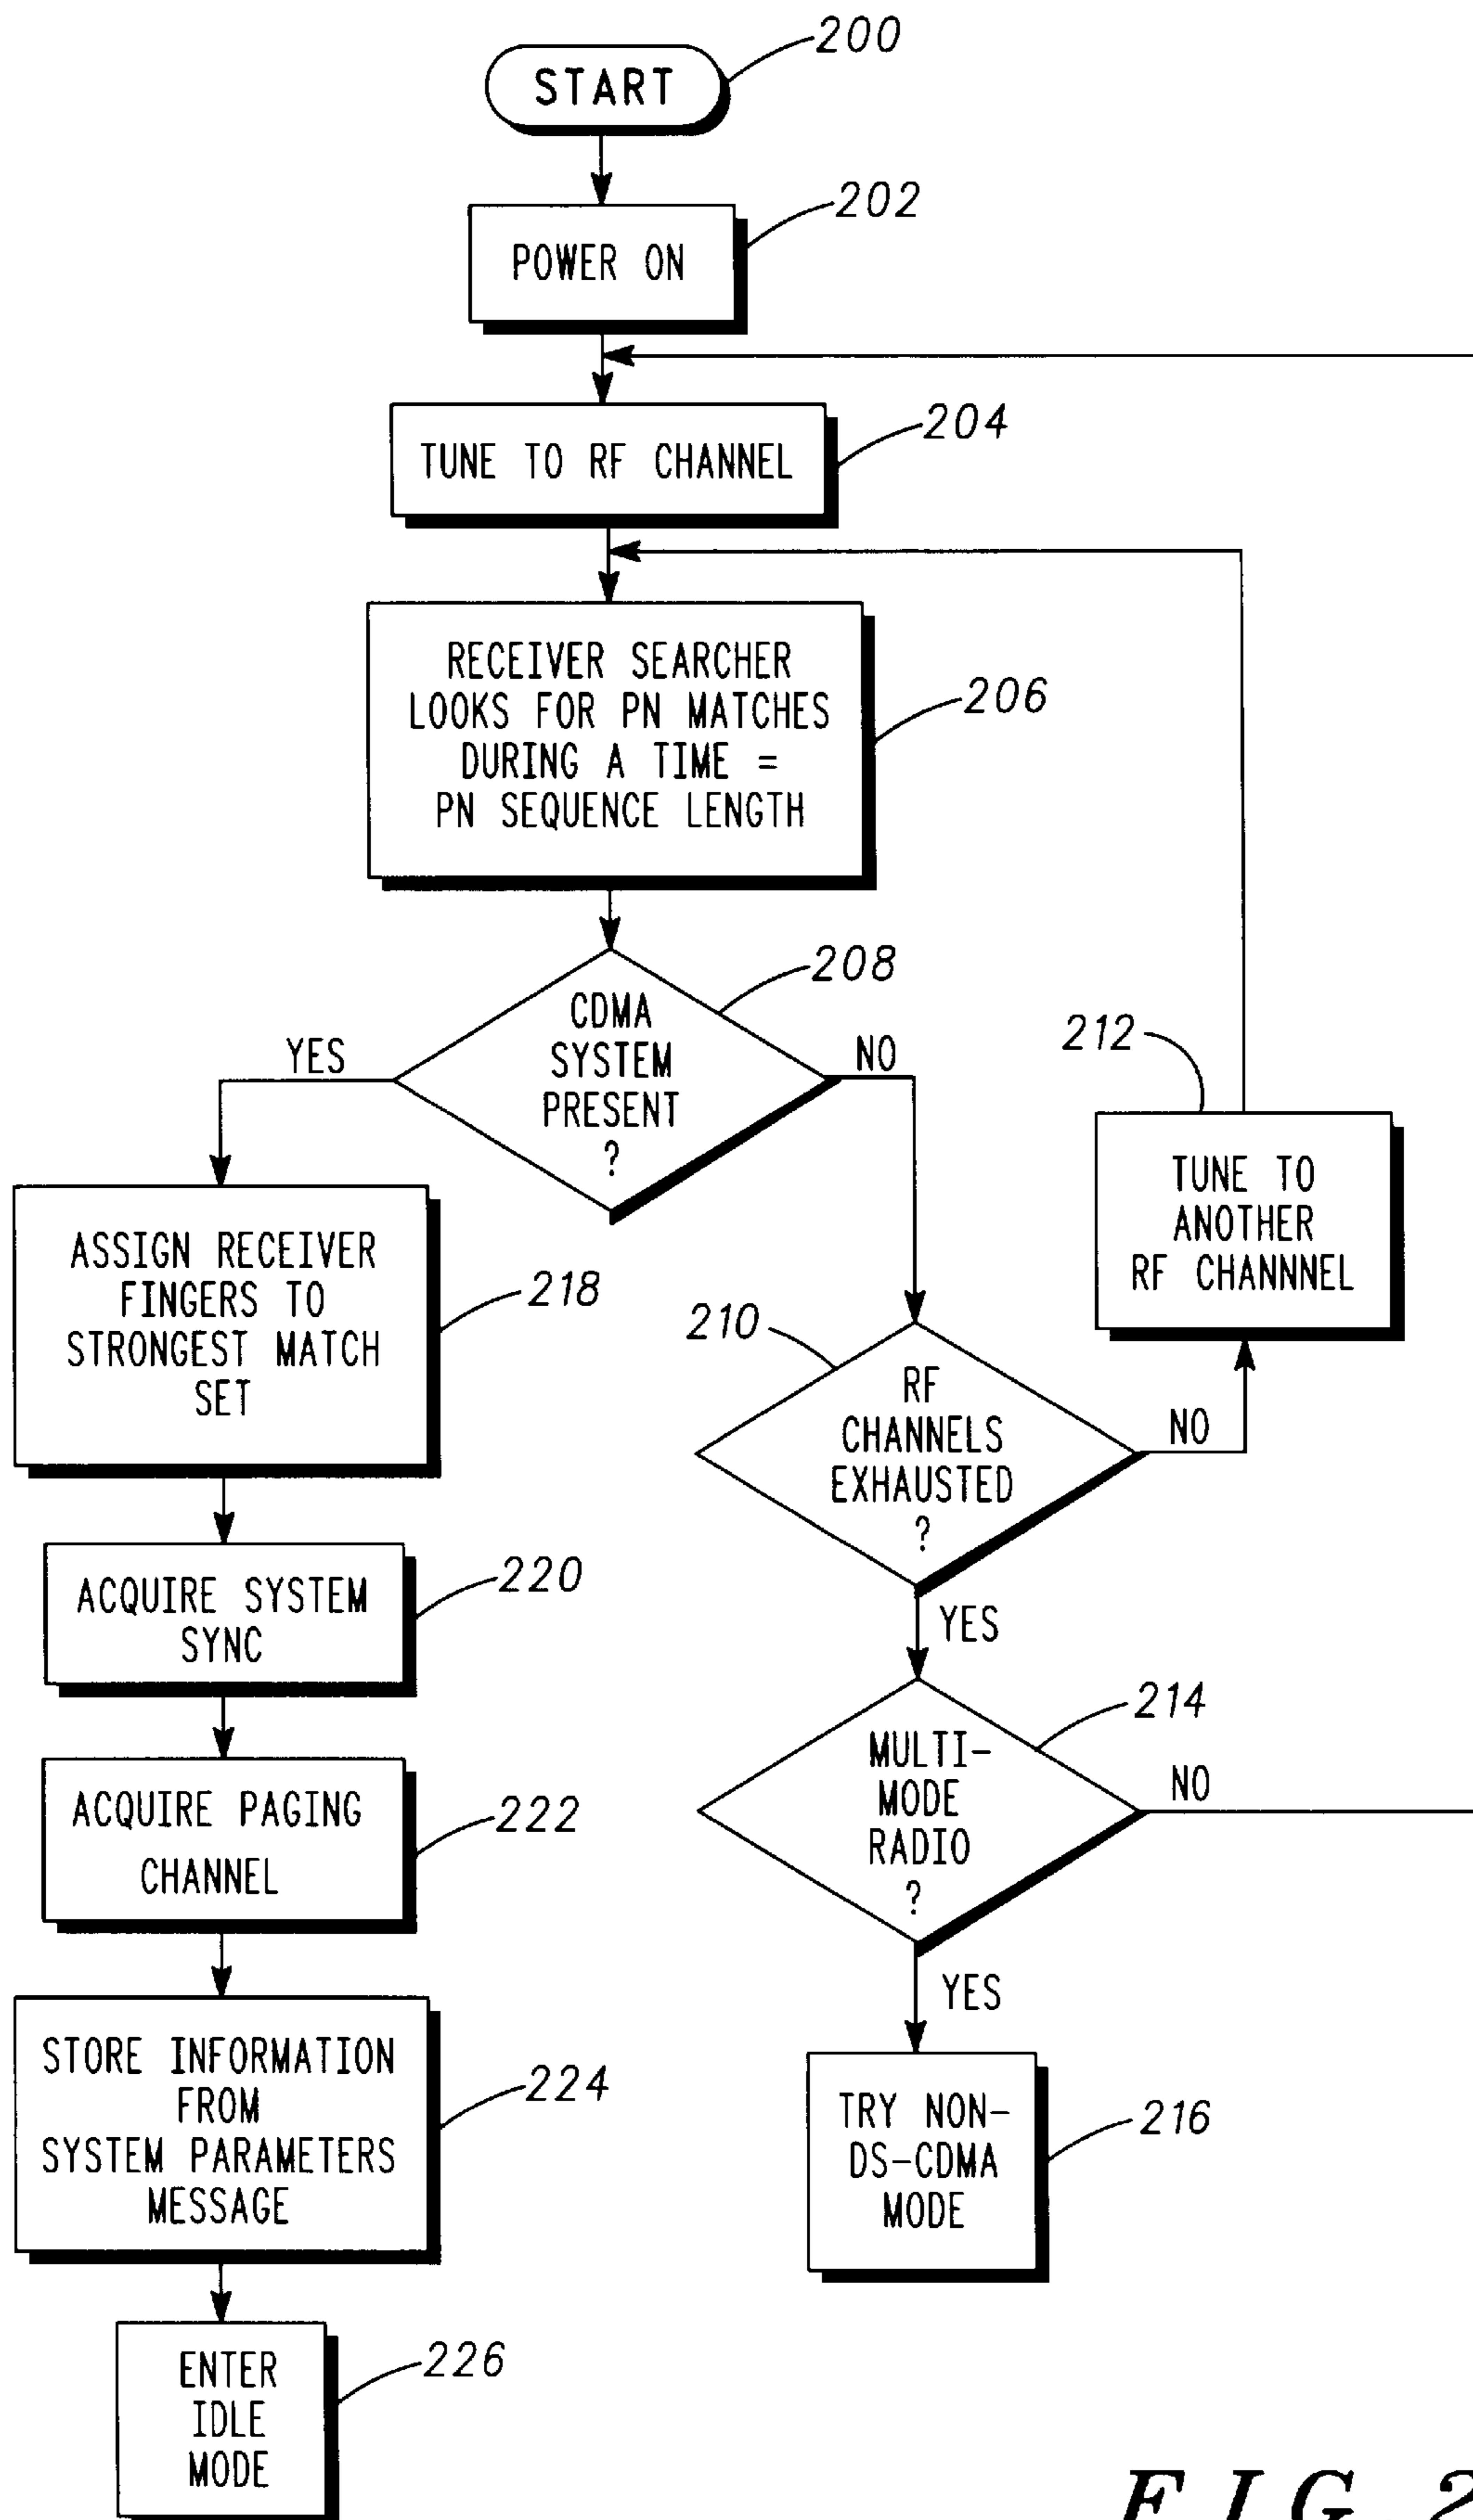 200
START
202
POWER ON
204
TUNE TO RF CHANNEL
206
RECEIVER SEARCHER
LOOKS FOR PN MATCHES
DURING A TIME =
PN SEQUENCE LENGTH
208
CDMA
SYSTEM
PRESENT
?
YES
NO
212
TUNE TO
ANOTHER
RF CHANNNEL
218
ASSIGN RECEIVER
FINGERS TO
STRONGEST MATCH
SET
210
RF
CHANNELS
EXHAUSTED
?
NO
YES
220
ACQUIRE SYSTEM
SYNC
214
MULTI-
MODE
RADIO
?
NO
YES
222
ACQUIRE PAGING
CHANNEL
224
STORE INFORMATION
FROM
SYSTEM PARAMETERS
MESSAGE
216
TRY NON-
DS-CDMA
MODE
226
ENTER
IDLE
MODE
FIG 2